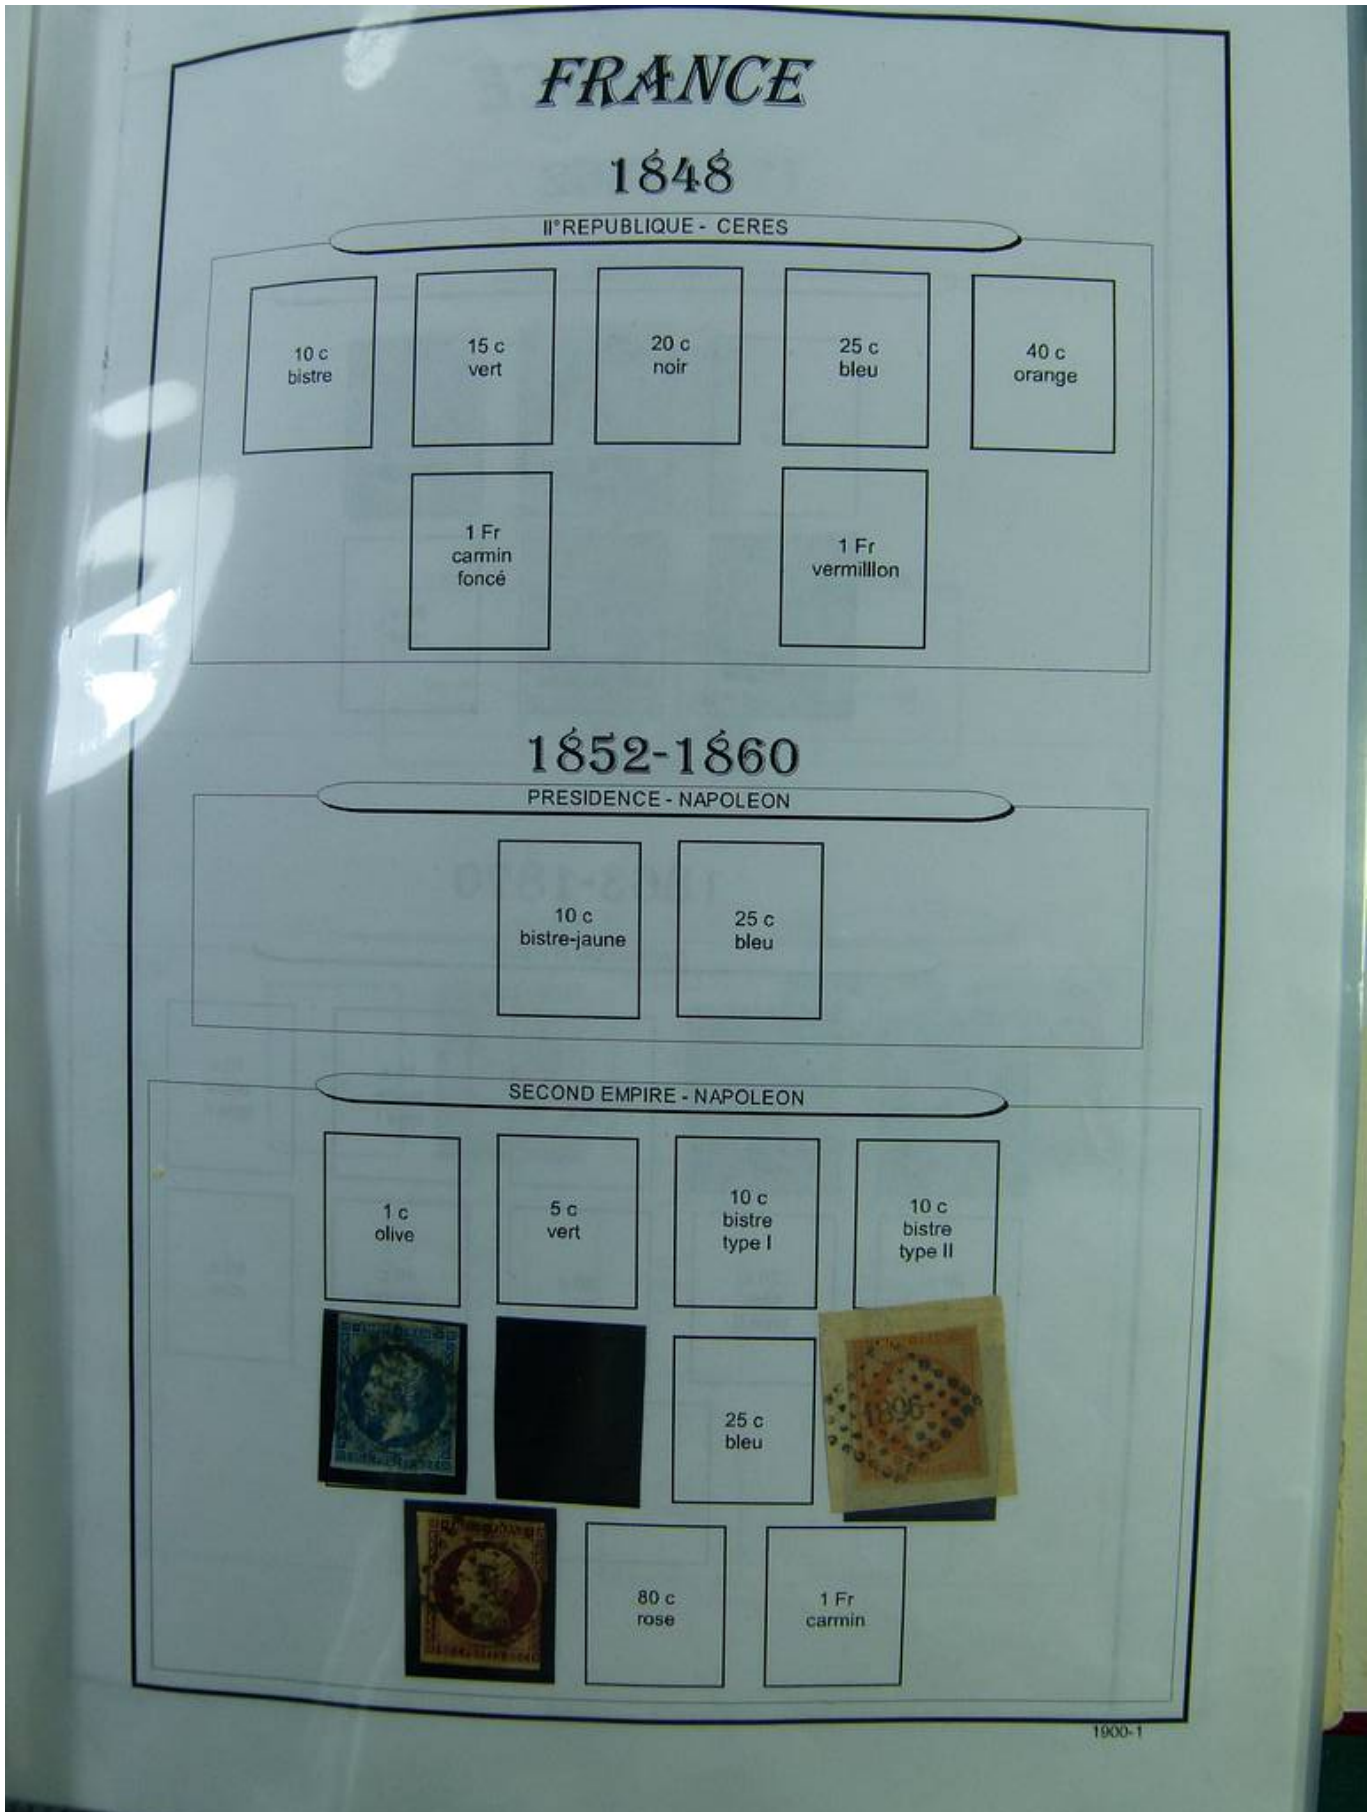 FRANCE
1848
II° REPUBLIQUE - CERES
10 c
bistre
15 c
vert
20 c
noir
25 c
bleu
40 c
orange
1 Fr
carmin
foncé
1 Fr
vermilllon
1852-1860
PRESIDENCE - NAPOLEON
10 c
bistre-jaune
25 c
bleu
SECOND EMPIRE - NAPOLEON
1 c
olive
5 c
vert
10 c
bistre
type I
10 c
bistre
type II
25 c
bleu
1896
80 c
rose
1 Fr
carmin
1900-1